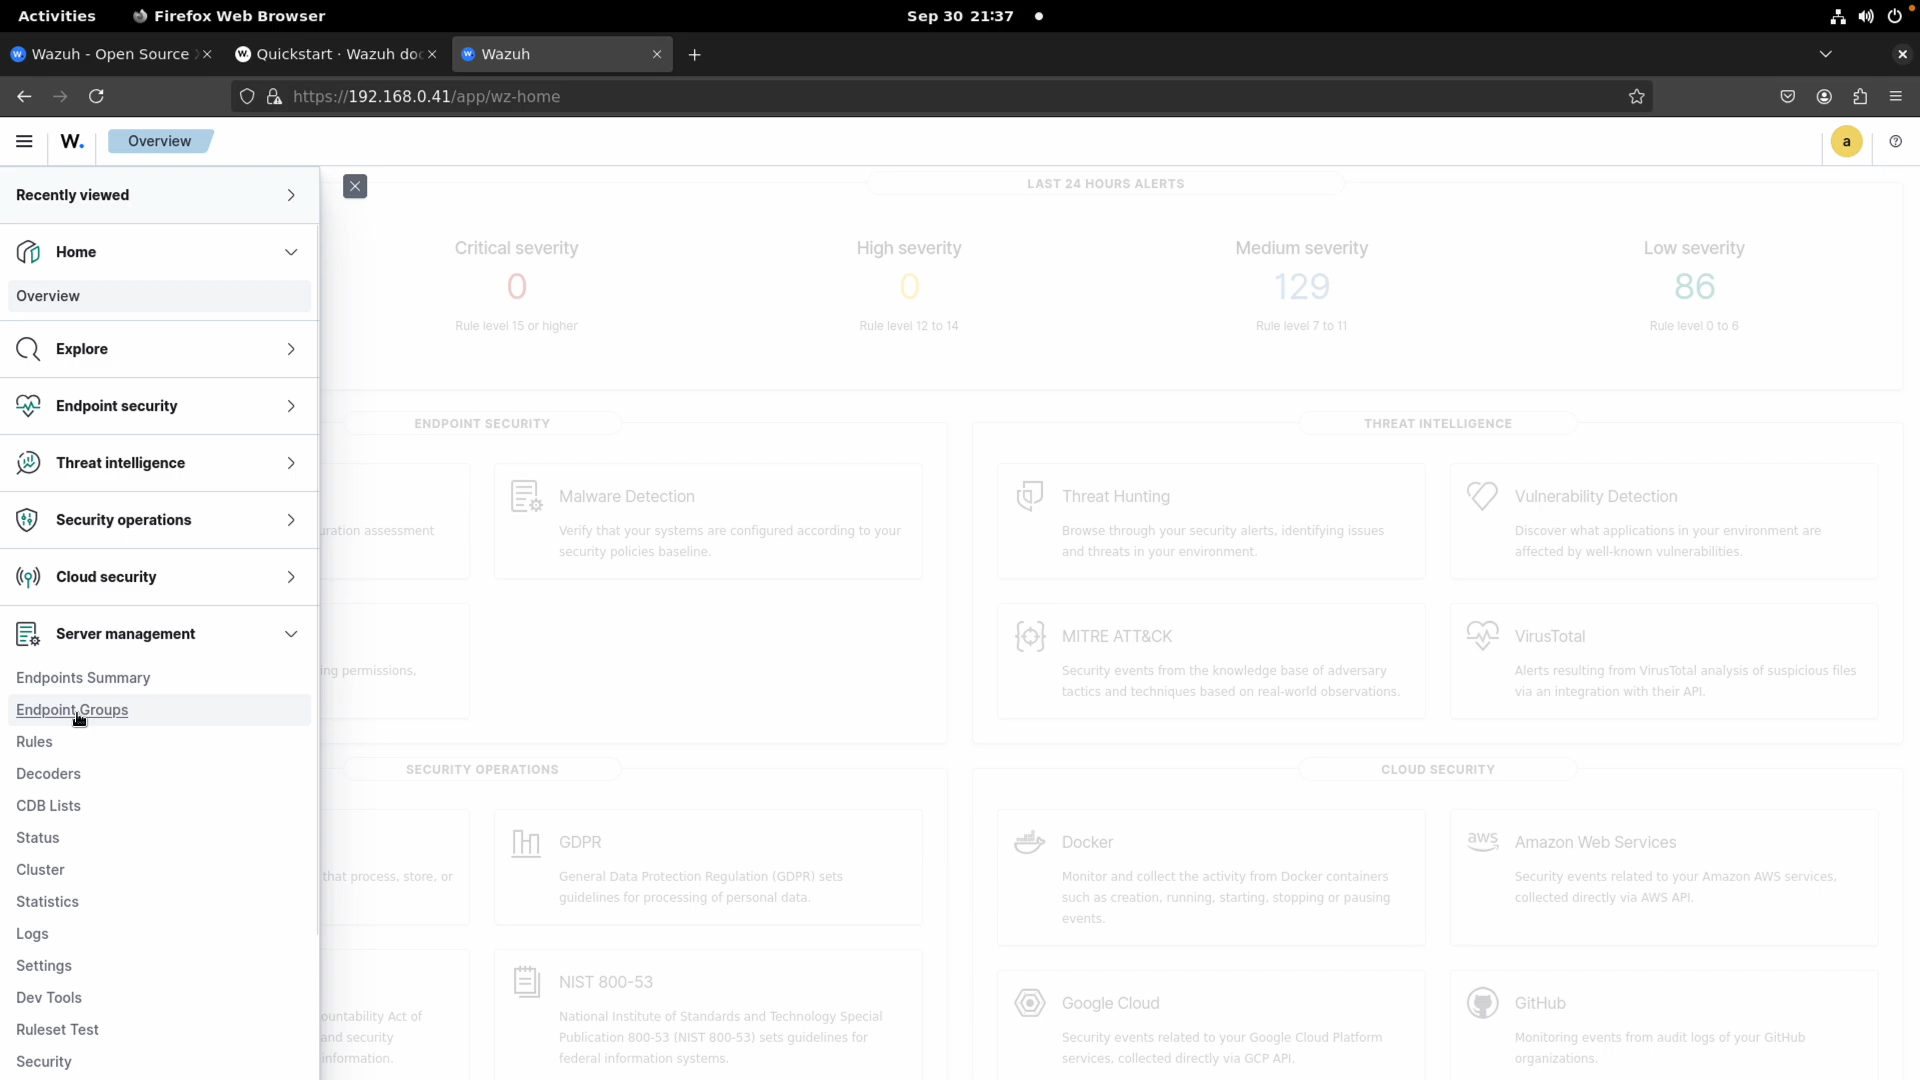 Activities Firefox Web Browser Sep 30 21:37
Wazuh - Open Source X
Quickstart · Wazuh doc
Wazuh
https://192.168.0.41/app/wz-home
W. Overview a
Recently viewed
Home
Overview
Explore
Endpoint security
Threat intelligence
Security operations
Cloud security
Server management
Endpoints Summary
Endpoint Groups
Rules
Decoders
CDB Lists
Status
Cluster
Statistics
Logs
Settings
Dev Tools
Ruleset Test
Security
LAST 24 HOURS ALERTS
Critical severity
0
Rule level 15 or higher
High severity
0
Rule level 12 to 14
Medium severity
129
Rule level 7 to 11
Low severity
86
Rule level 0 to 6
ENDPOINT SECURITY
uration assessment
Malware Detection
Verify that your systems are configured according to your
security policies baseline.
ing permissions,
THREAT INTELLIGENCE
Threat Hunting
Browse through your security alerts, identifying issues
and threats in your environment.
Vulnerability Detection
Discover what applications in your environment are
affected by well-known vulnerabilities.
MITRE ATT&CK
Security events from the knowledge base of adversary
tactics and techniques based on real-world observations.
VirusTotal
Alerts resulting from VirusTotal analysis of suspicious files
via an integration with their API.
SECURITY OPERATIONS
that process, store, or
GDPR
General Data Protection Regulation (GDPR) sets
guidelines for processing of personal data.
ountability Act of
and security
information.
NIST 800-53
National Institute of Standards and Technology Special
Publication 800-53 (NIST 800-53) sets guidelines for
federal information systems.
CLOUD SECURITY
Docker
Monitor and collect the activity from Docker containers
such as creation, running, starting, stopping or pausing
events.
aws
Amazon Web Services
Security events related to your Amazon AWS services,
collected directly via AWS API.
Google Cloud
Security events related to your Google Cloud Platform
services, collected directly via GCP API.
GitHub
Monitoring events from audit logs of your GitHub
organizations.